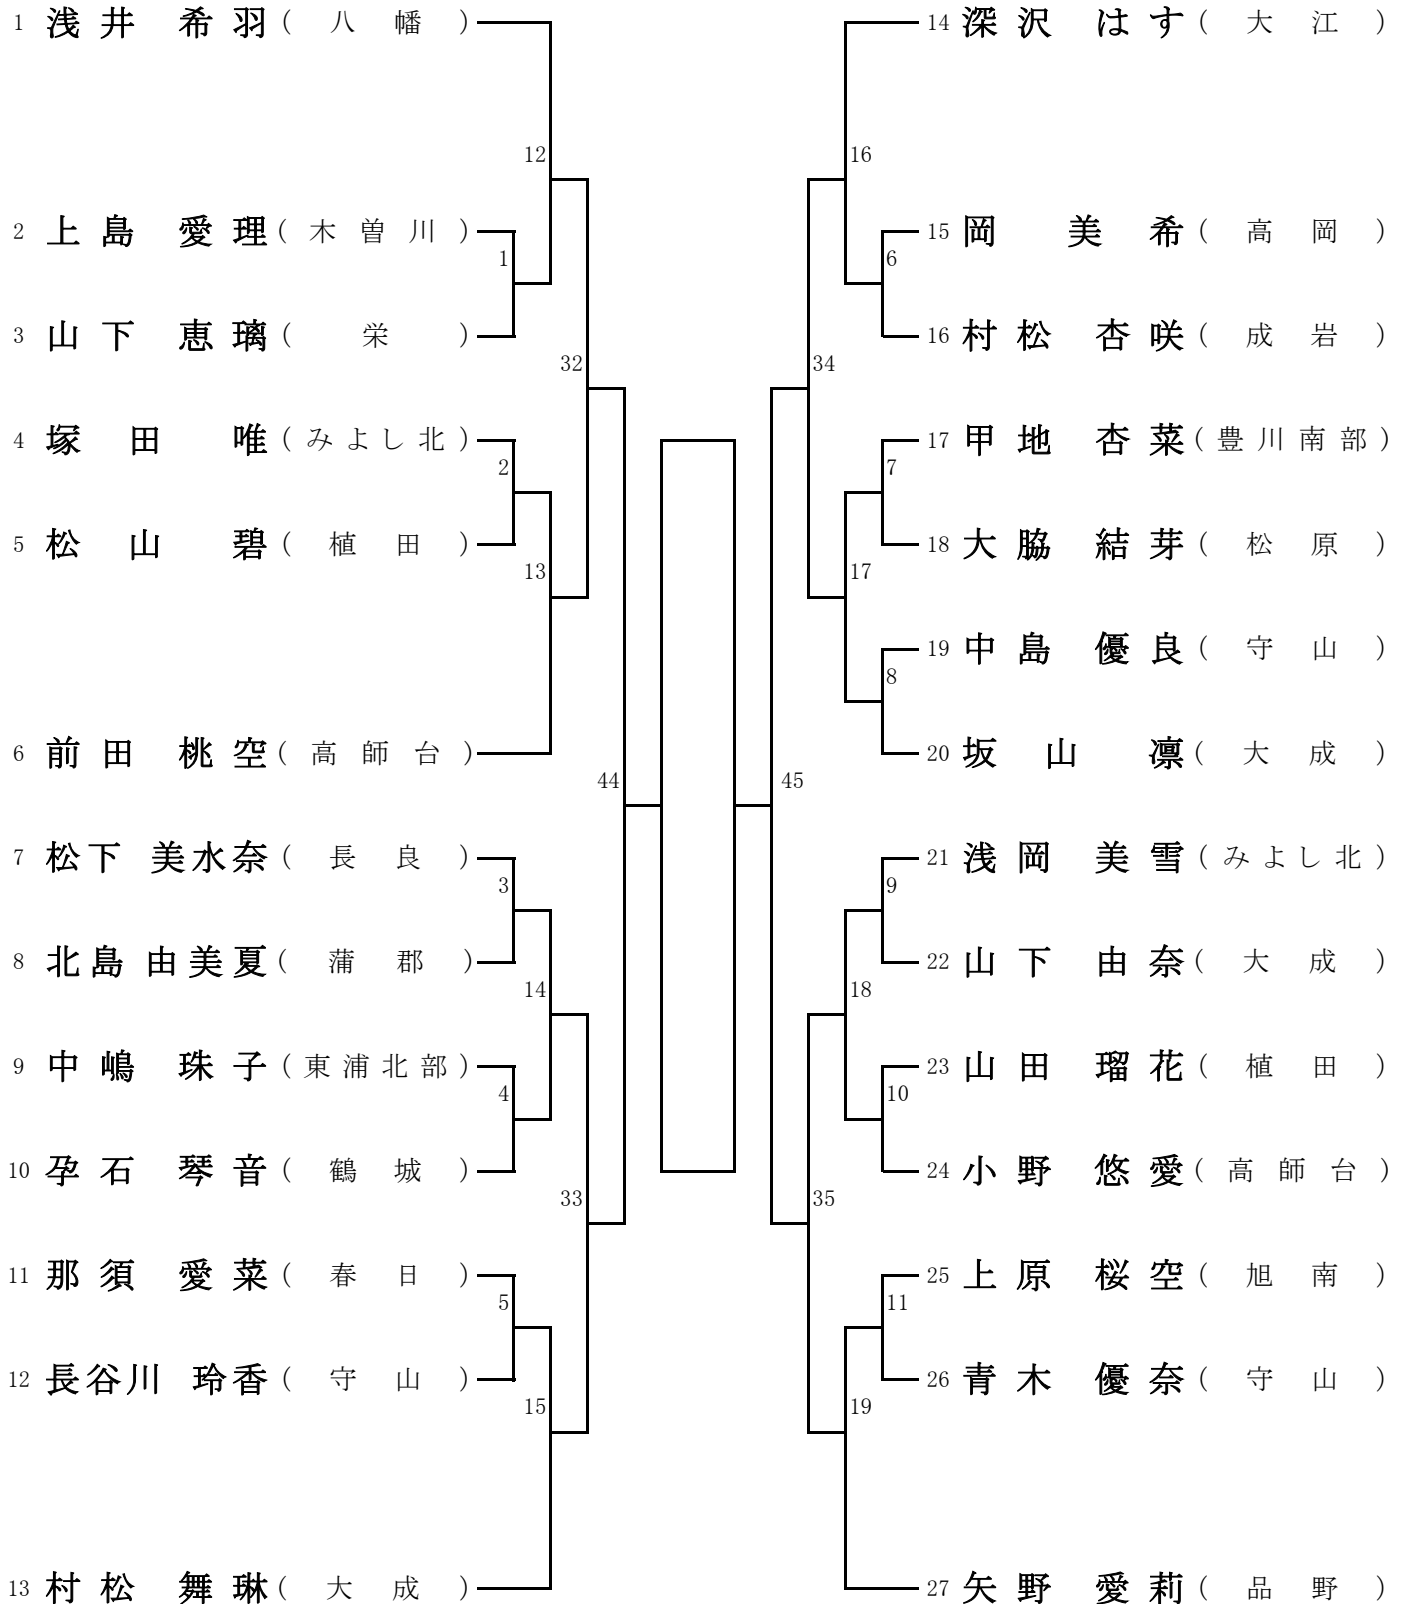 1 浅井 希羽 ( 八幡 )
12
2 上島 愛理 ( 木曽川 )
1
3 山下 恵璃 ( 栄 )
32
4 塚田 唯 ( みよし北 )
2
5 松山 碧 ( 植田 )
13
6 前田 桃空 ( 高師台 )
44
7 松下 美水奈 ( 長良 )
3
8 北島 由美夏 ( 蒲郡 )
14
9 中嶋 珠子 ( 東浦北部 )
4
10 孕石 琴音 ( 鶴城 )
33
11 那須 愛菜 ( 春日 )
5
12 長谷川 玲香 ( 守山 )
15
13 村松 舞琳 ( 大成 )
14 深沢 はす ( 大江 )
16
15 岡 美希 ( 高岡 )
6
16 村松 杏咲 ( 成岩 )
34
17 甲地 杏菜 ( 豊川南部 )
7
18 大脇 結芽 ( 松原 )
17
19 中島 優良 ( 守山 )
8
20 坂山 凛 ( 大成 )
45
21 浅岡 美雪 ( みよし北 )
9
22 山下 由奈 ( 大成 )
18
23 山田 瑠花 ( 植田 )
10
24 小野 悠愛 ( 高師台 )
35
25 上原 桜空 ( 旭南 )
11
26 青木 優奈 ( 守山 )
19
27 矢野 愛莉 ( 品野 )